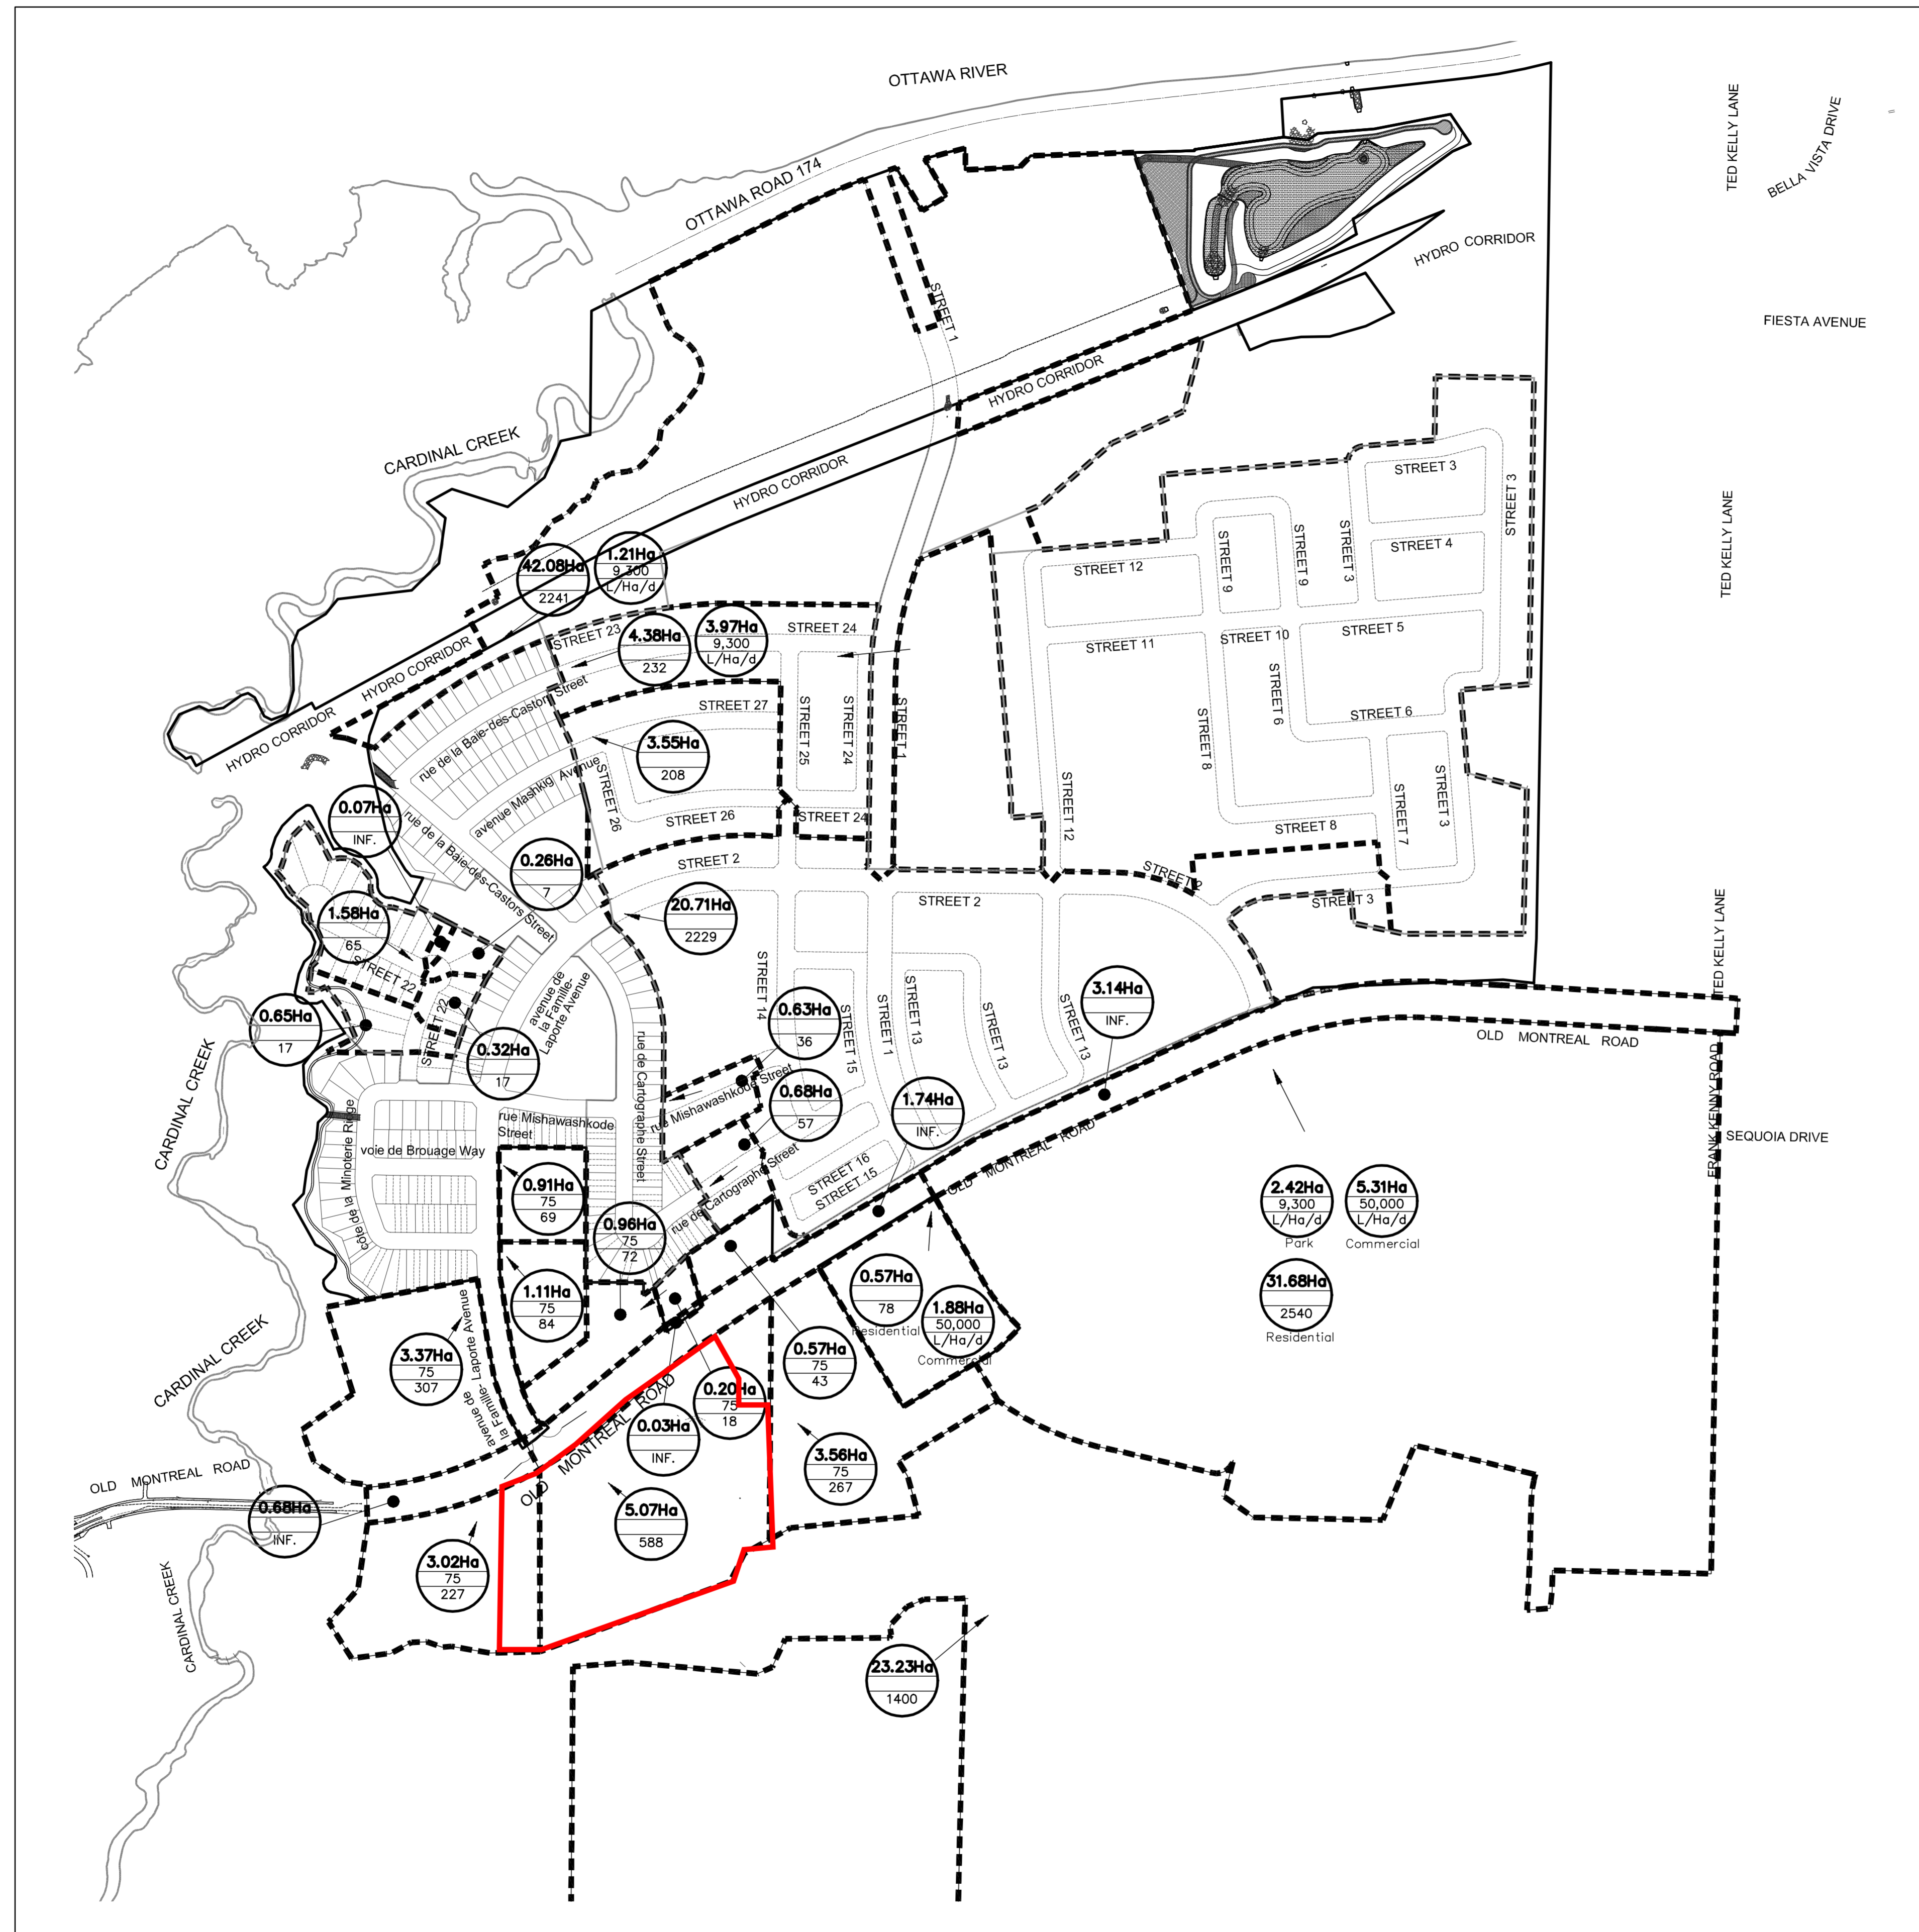 OTTAWA RIVER
TED KELLY LANE
BELLA VISTA DRIVE
OTTAWA ROAD 174
HYDRO CORRIDOR
STREET 1
FIESTA AVENUE
HYDRO CORRIDOR
CARDINAL CREEK
HYDRO CORRIDOR
STREET 3
STREET 3
STREET 3
STREET 4
STREET 9
STREET 9
TED KELLY LANE
42.08Ha
2241
1.21Ha
9,300
L/Ha/d
STREET 12
STREET 23
4.38Ha
232
3.97Ha
9,300
L/Ha/d
STREET 24
STREET 11
STREET 10
STREET 5
HYDRO CORRIDOR
HYDRO CORRIDOR
rue de la Baie-des-Castors Street
STREET 27
STREET 25
STREET 24
STREET 1
STREET 8
STREET 6
STREET 6
3.55Ha
208
avenue Mashkig Avenue
STREET 26
STREET 26
STREET 24
STREET 12
STREET 8
STREET 7
STREET 3
0.07Ha
INF.
rue de la Baie-des-Castors Street
0.26Ha
7
STREET 2
STREET 2
STREET 2
STREET 3
TED KELLY LANE
1.58Ha
65
20.71Ha
2229
STREET 22
STREET 22
avenue de
la Famille-
Laporte Avenue
STREET 14
STREET 15
STREET 1
STREET 13
STREET 13
STREET 13
3.14Ha
INF.
0.65Ha
17
0.32Ha
17
0.63Ha
36
rue de Cartographe Street
rue Mishawashkode Street
0.68Ha
57
1.74Ha
INF.
OLD MONTREAL ROAD
FRANK KENNY ROAD
SEQUOIA DRIVE
CARDINAL CREEK
côte de la Minoterie Ridge
voie de Brouage Way
rue Mishawashkode
Street
0.91Ha
75
69
0.96Ha
75
72
rue de Cartographe Street
STREET 16
STREET 15
OLD MONTREAL ROAD
2.42Ha
9,300
L/Ha/d
Park
5.31Ha
50,000
L/Ha/d
Commercial
31.68Ha
2540
Residential
1.11Ha
75
84
0.57Ha
78
Residential
1.88Ha
50,000
L/Ha/d
Commercial
CARDINAL CREEK
3.37Ha
75
307
avenue de
la Famille- Laporte Avenue
0.57Ha
75
43
0.20Ha
75
18
0.03Ha
INF.
OLD MONTREAL ROAD
3.56Ha
75
267
OLD MONTREAL ROAD
0.68Ha
INF.
5.07Ha
588
3.02Ha
75
227
CARDINAL CREEK
23.23Ha
1400